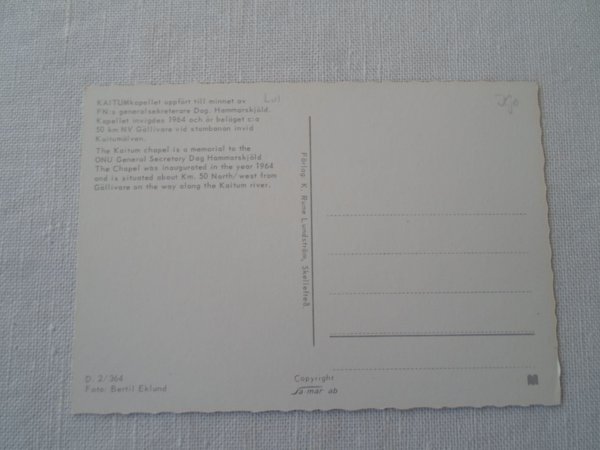 KAITUMkapellet uppfört till minnet av
FN:s generalsekreterare Dag. Hammarskjöld.
Kapellet invigdes 1964 och är beläget c:a
50 km NV Gällivare vid stambanan invid
Kaitumälven.
The Kaitum chapel is a memorial to the
ONU General Secretary Dag Hammarskjöld
The Chapel was inaugurated in the year 1964
and is situated about Km. 50 North/west from
Gällivare on the way along the Kaitum river.
Förlag: K. Rune Lundström, Skellefteå
D. 2/364
Foto: Bertil Eklund
Copyright
Sa-mar ab